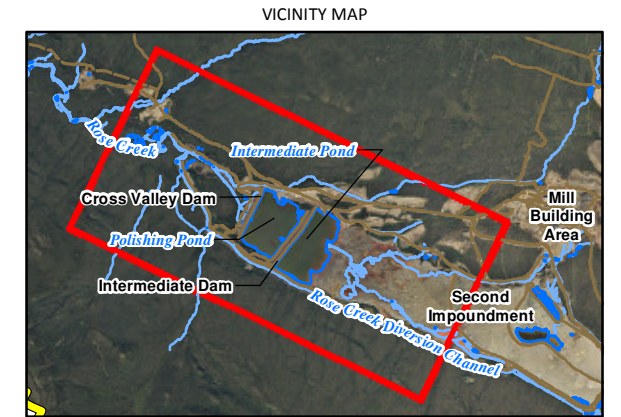 VICINITY MAP
Rose Creek
Intermediate Pond
Cross Valley Dam
Mill
Building
Area
Polishing Pond
Intermediate Dam
Second
Impoundment
Rose Creek Diversion Channel